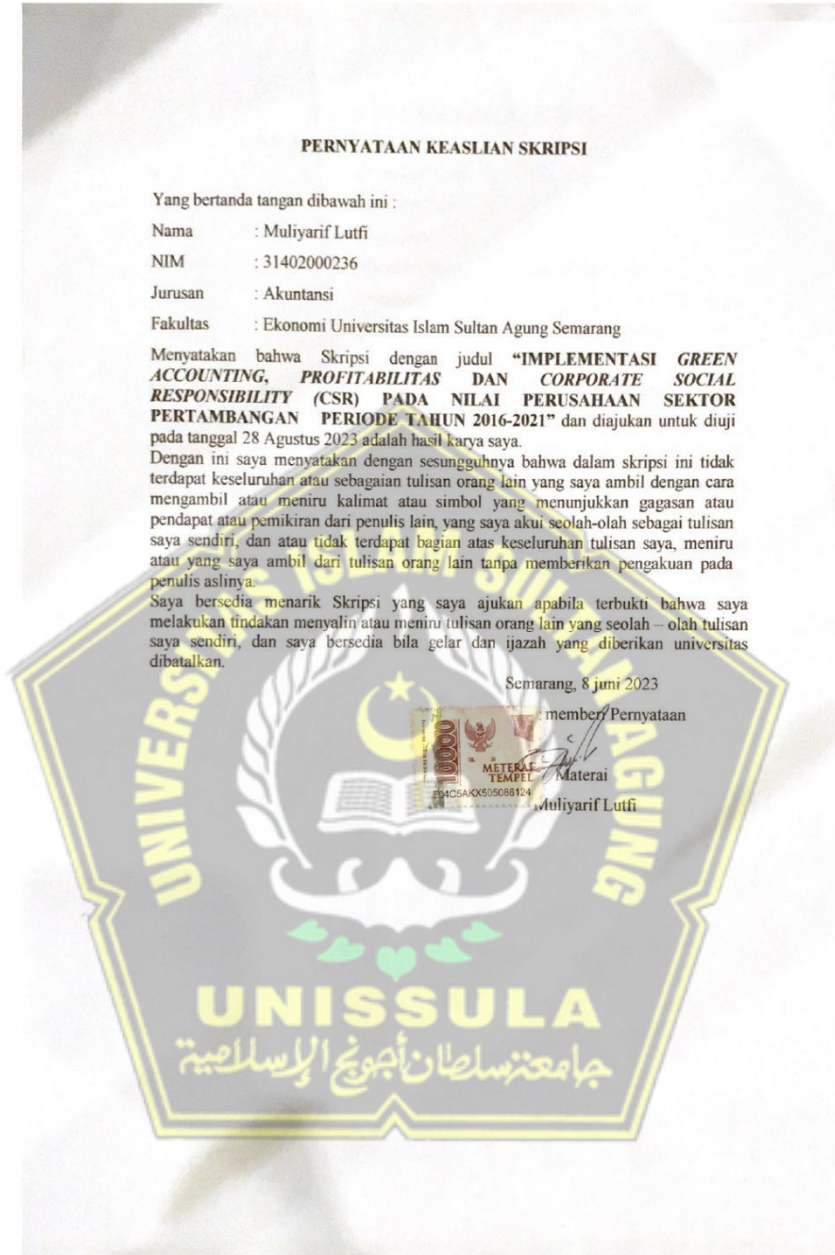 PERNYATAAN KEASLIAN SKRIPSI
Yang bertanda tangan dibawah ini :
Nama : Muliyarif Lutfi
NIM : 31402000236
Jurusan : Akuntansi
Fakultas : Ekonomi Universitas Islam Sultan Agung Semarang
Menyatakan bahwa Skripsi dengan judul “IMPLEMENTASI GREEN
ACCOUNTING, PROFITABILITAS DAN CORPORATE SOCIAL
RESPONSIBILITY (CSR) PADA NILAI PERUSAHAAN SEKTOR
PERTAMBANGAN PERIODE TAHUN 2016-2021” dan diajukan untuk diuji
pada tanggal 28 Agustus 2023 adalah hasil karya saya.
Dengan ini saya menyatakan dengan sesungguhnya bahwa dalam skripsi ini tidak
terdapat keseluruhan atau sebagaian tulisan orang lain yang saya ambil dengan cara
mengambil atau meniru kalimat atau simbol yang menunjukkan gagasan atau
pendapat atau pemikiran dari penulis lain, yang saya akui seolah-olah sebagai tulisan
saya sendiri, dan atau tidak terdapat bagian atas keseluruhan tulisan saya, meniru
atau yang saya ambil dari tulisan orang lain tanpa memberikan pengakuan pada
penulis aslinya.
Saya bersedia menarik Skripsi yang saya ajukan apabila terbukti bahwa saya
melakukan tindakan menyalin atau meniru tulisan orang lain yang seolah – olah tulisan
saya sendiri, dan saya bersedia bila gelar dan ijazah yang diberikan universitas
dibatalkan.
Semarang, 8 juni 2023
memberi Pernyataan
10000
METERAI
TEMPEL
Materai
E04C5AKX505086124
Muliyarif Lutfi
UNIVERSITAS ISLAM SULTAN AGUNG
UNISSULA
جامعة سلطان أجونج الإسلامية